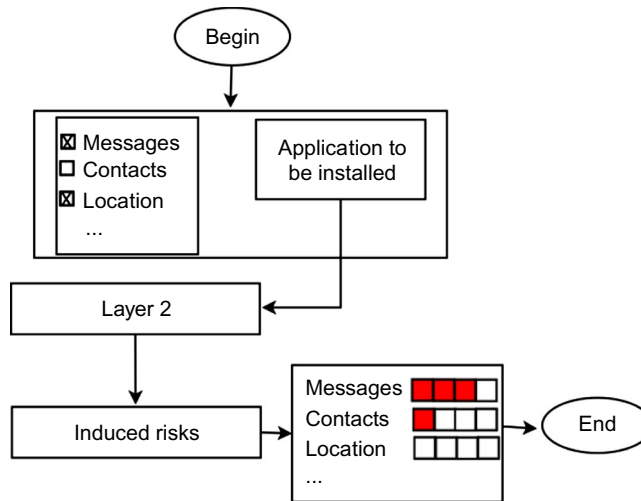 Begin
Messages
Contacts
Location
...
Application to
be installed
Layer 2
Induced risks
Messages
Contacts
Location
...
End